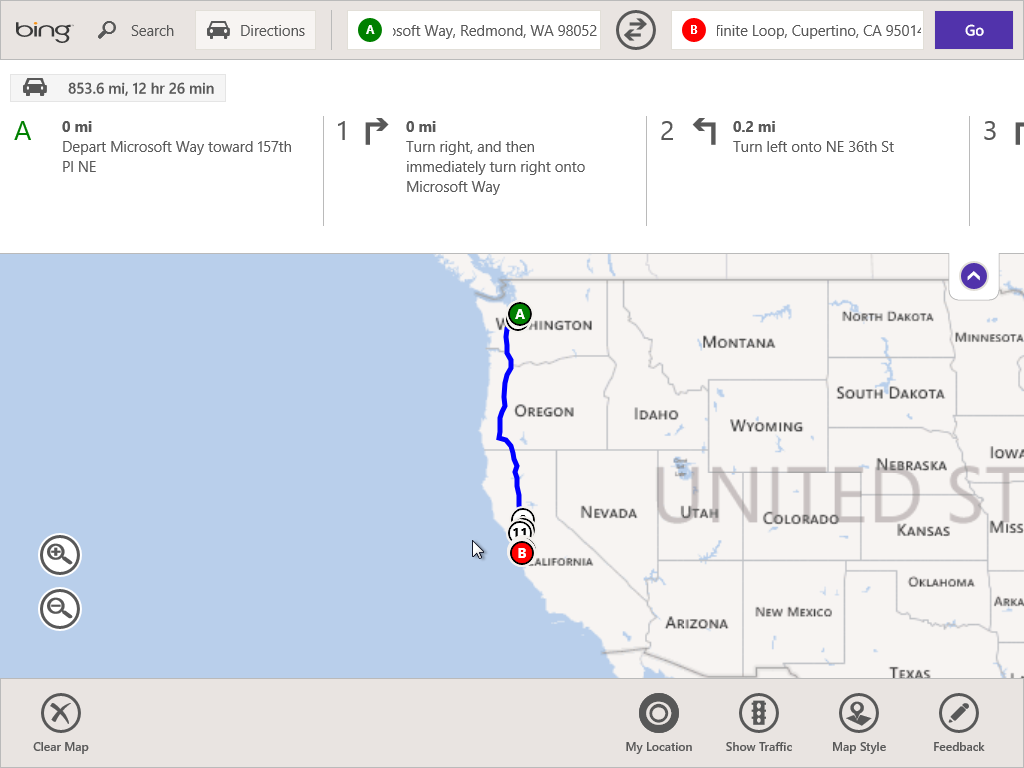 bing
Search
Directions
A
soft Way, Redmond, WA 98052
B
finite Loop, Cupertino, CA 95014
Go
853.6 mi, 12 hr 26 min
A
0 mi
Depart Microsoft Way toward 157th
Pl NE
1
0 mi
Turn right, and then
immediately turn right onto
Microsoft Way
2
0.2 mi
Turn left onto NE 36th St
3
A
WASHINGTON
NORTH DAKOTA
MONTANA
MINNESOTA
SOUTH DAKOTA
OREGON
IDAHO
WYOMING
IOWA
NEBRASKA
UNITED ST
NEVADA
UTAH
COLORADO
KANSAS
MISS
11
B
CALIFORNIA
OKLAHOMA
ARKA
NEW MEXICO
ARIZONA
TEXAS
Clear Map
My Location
Show Traffic
Map Style
Feedback